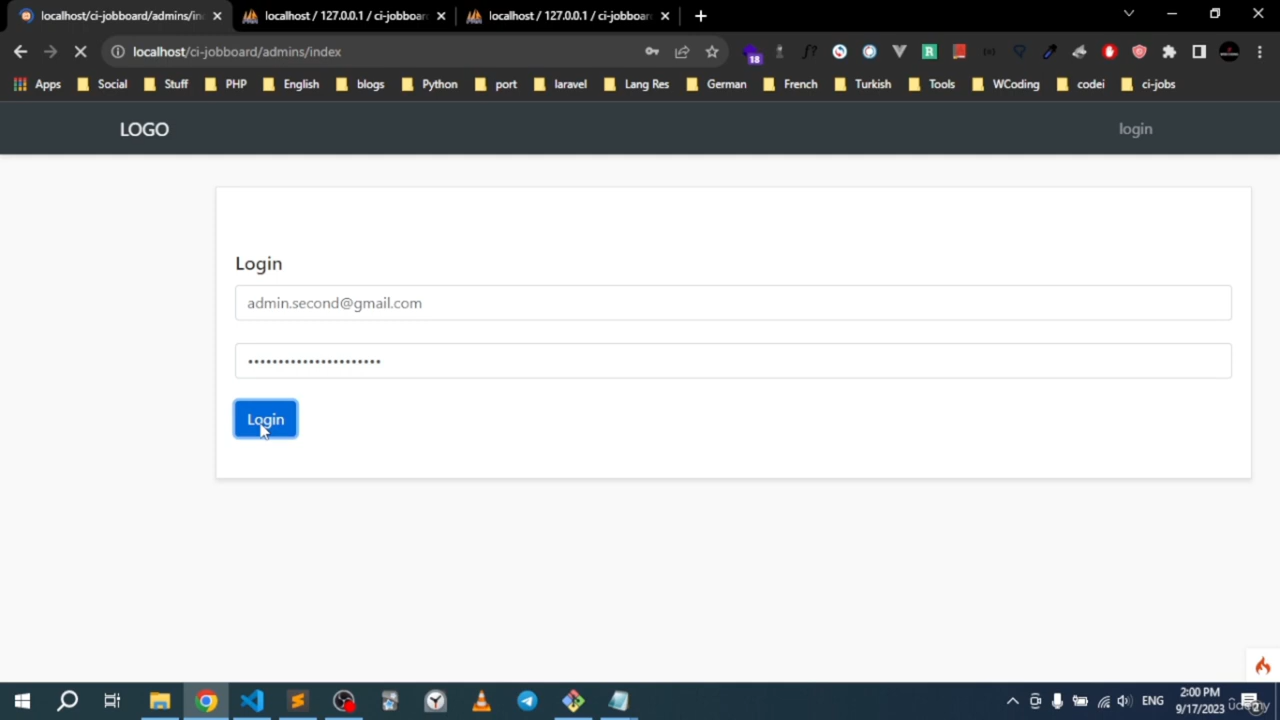 localhost/ci-jobboard/admins/in
localhost / 127.0.0.1 / ci-jobboar
localhost / 127.0.0.1 / ci-jobboar
localhost/ci-jobboard/admins/index
18
Apps Social Stuff PHP English blogs Python port laravel Lang Res German French Turkish Tools WCoding codei ci-jobs
LOGO login
Login
admin.second@gmail.com
Login
ENG
2:00 PM
9/17/2023
udemy
2